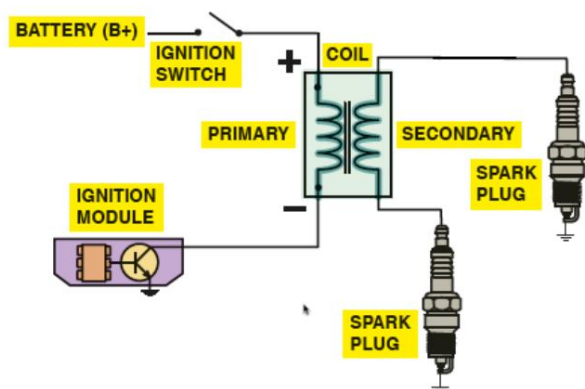 BATTERY (B+)
IGNITION
SWITCH
+
COIL
PRIMARY
SECONDARY
SPARK
PLUG
IGNITION
MODULE
–
SPARK
PLUG